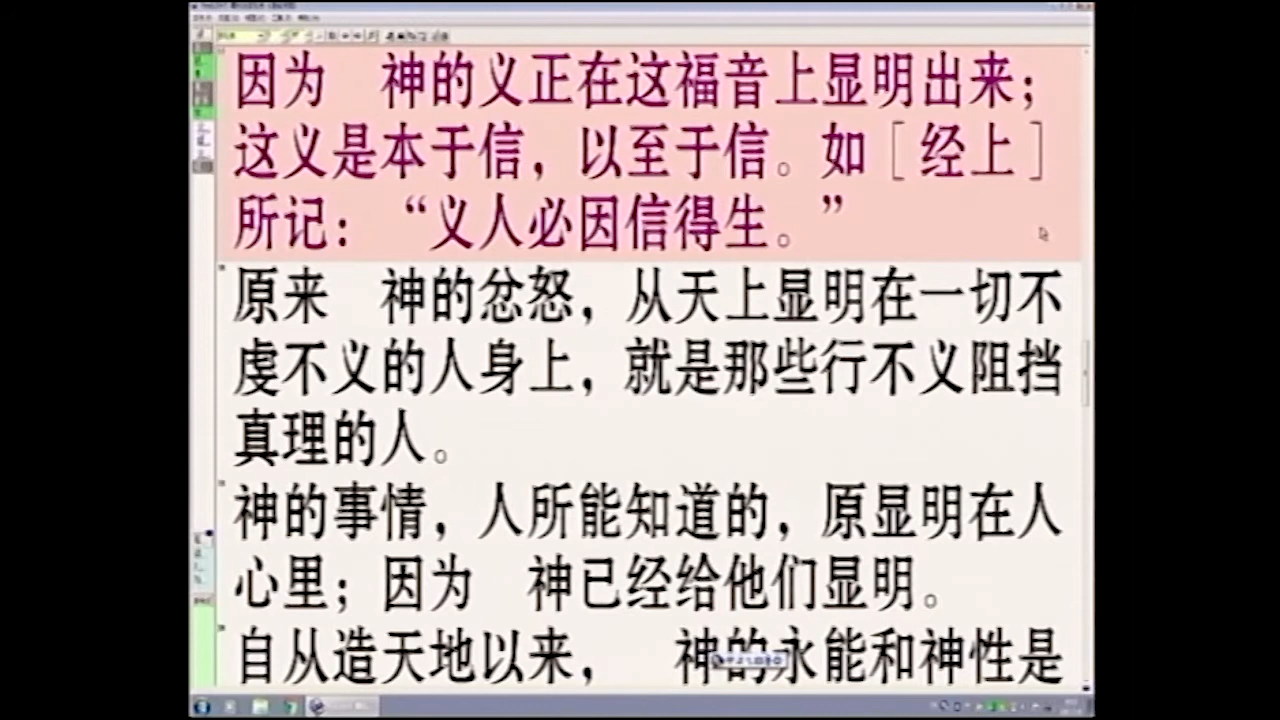 因为　神的义正在这福音上显明出来；
这义是本于信，以至于信。如［经上］
所记：“义人必因信得生。”
原来　神的忿怒，从天上显明在一切不
虔不义的人身上，就是那些行不义阻挡
真理的人。
神的事情，人所能知道的，原显明在人
心里；因为　神已经给他们显明。
自从造天地以来，　神的永能和神性是